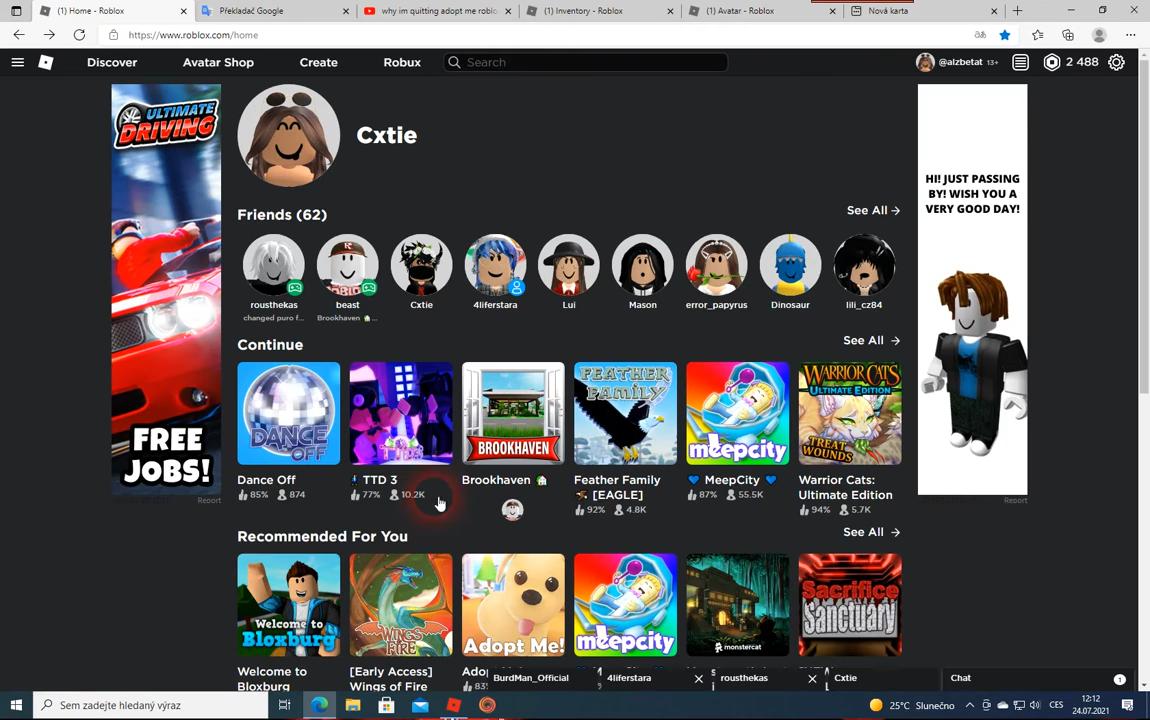 (1) Home - Roblox
Překladač Google
why im quitting adopt me roblo
(1) Inventory - Roblox
(1) Avatar - Roblox
Nová karta
https://www.roblox.com/home
Discover
Avatar Shop
Create
Robux
Search
@alzbetat 13+
2 488
ULTIMATE
DRIVING
FREE
JOBS!
Report
Cxtie
Friends (62)
See All →
rousthekas
changed puro f...
beast
Brookhaven 🏠...
Cxtie
4liferstara
Lui
Mason
error_papyrus
Dinosaur
lili_cz84
HI! JUST PASSING
BY! WISH YOU A
VERY GOOD DAY!
Report
Continue
See All →
DANCE
OFF
BROOKHAVEN
FEATHER
FAMILY
meepcity
WARRIOR CATS
ULTIMATE EDITION
TREAT
WOUNDS
Dance Off
85% 874
TTD 3
77% 10.2K
Brookhaven 🏠
Feather Family
🦅 [EAGLE]
92% 4.8K
💙 MeepCity 💙
87% 55.5K
Warrior Cats:
Ultimate Edition
94% 5.7K
Recommended For You
See All →
Welcome to
Bloxburg
WINGS
OF
FIRE
Adopt Me!
meepcity
monstercat
Sacrifice
Sanctuary
Welcome to
Bloxburg
[Early Access]
Wings of Fire
83%
BurdMan_Official
4liferstara
rousthekas
Cxtie
Chat
1
Sem zadejte hledaný výraz
25°C Slunečno
CES
12:12
24.07.2021